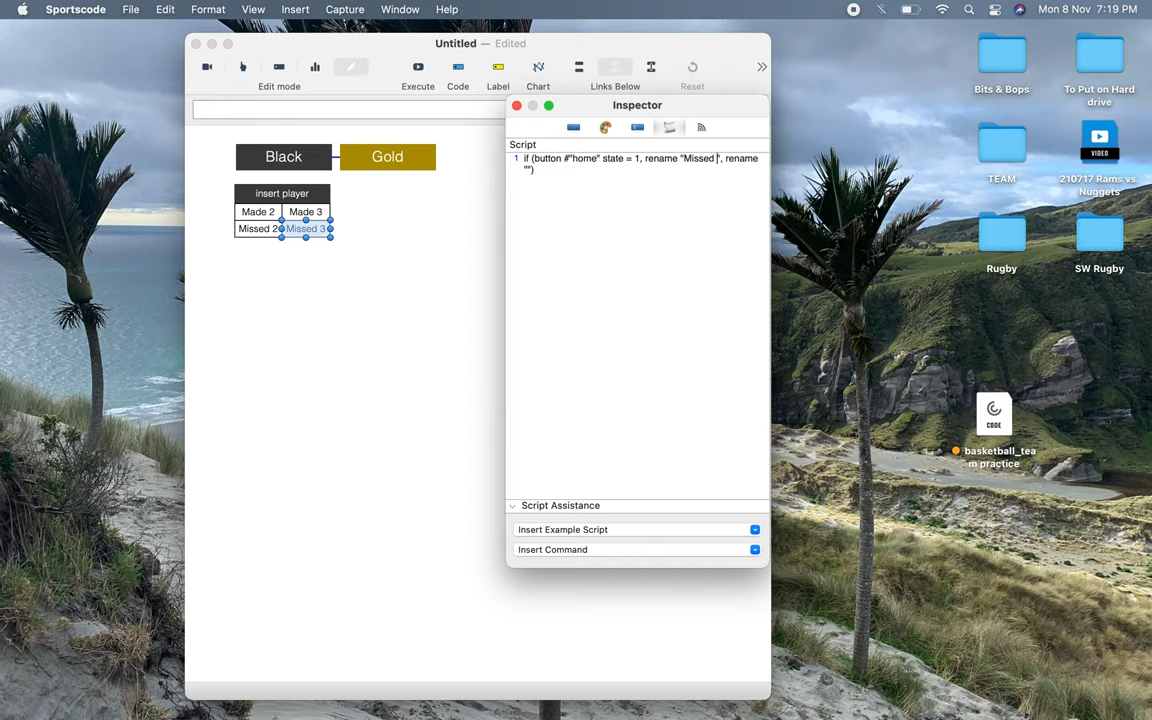 Sportscode File Edit Format View Insert Capture Window Help Mon 8 Nov 7:19 PM
Untitled — Edited
Edit mode Execute Code Label Chart Links Below Reset
Inspector
Script
1 if (button #"home" state = 1, rename "Missed ", rename
"")
Black Gold
insert player
Made 2 Made 3
Missed 2 Missed 3
Script Assistance
Insert Example Script
Insert Command
Bits & Bops
To Put on Hard
drive
TEAM
VIDEO
210717 Rams vs.
Nuggets
Rugby
SW Rugby
CODE
basketball_tea
m practice